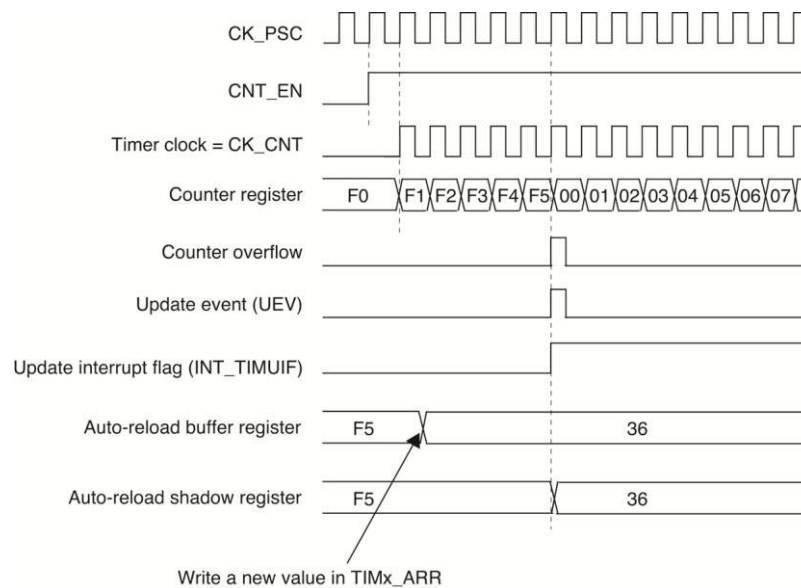 CK_PSC
CNT_EN
Timer clock = CK_CNT
Counter register F0 F1 F2 F3 F4 F5 00 01 02 03 04 05 06 07
Counter overflow
Update event (UEV)
Update interrupt flag (INT_TIMUIF)
Auto-reload buffer register F5 36
Auto-reload shadow register F5 36
Write a new value in TIMx_ARR